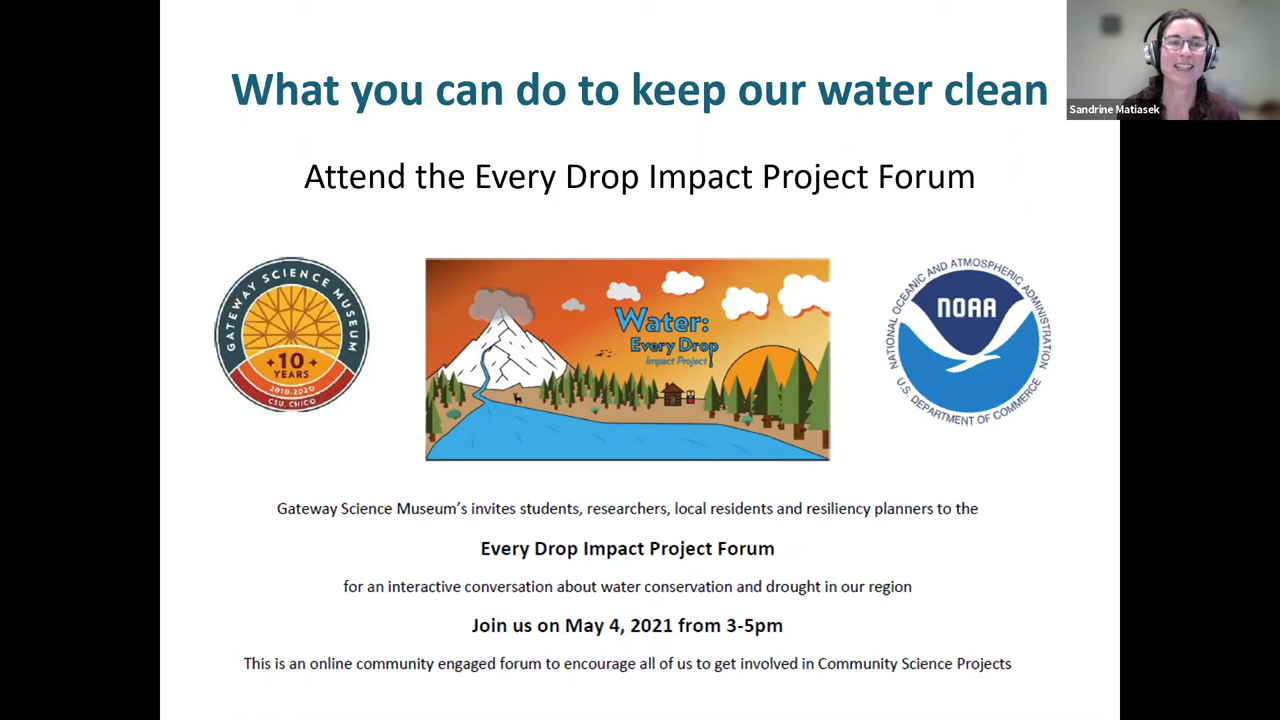 What you can do to keep our water clean
Sandrine Matiasek
Attend the Every Drop Impact Project Forum
GATEWAY SCIENCE MUSEUM
10
YEARS
2010-2020
CSU, CHICO
Water:
Every Drop
Impact Project
NATIONAL OCEANIC AND ATMOSPHERIC ADMINISTRATION
NOAA
U.S. DEPARTMENT OF COMMERCE
Gateway Science Museum’s invites students, researchers, local residents and resiliency planners to the
Every Drop Impact Project Forum
for an interactive conversation about water conservation and drought in our region
Join us on May 4, 2021 from 3-5pm
This is an online community engaged forum to encourage all of us to get involved in Community Science Projects